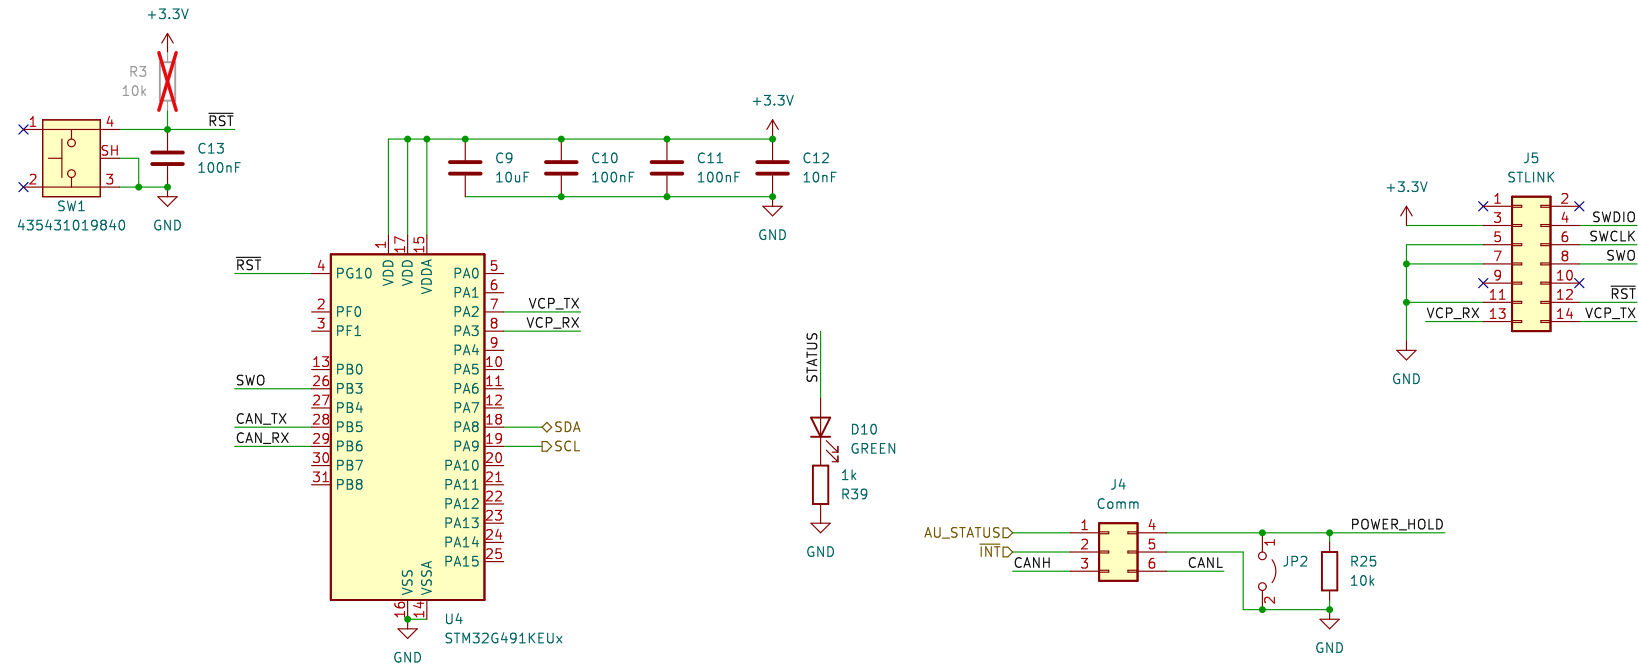 +3.3V
R3
10k
1
4
RST
SH
C13
100nF
2
3
SW1
435431019840
GND
+3.3V
C9
10uF
C10
100nF
C11
100nF
C12
10nF
GND
1
17
15
VDD
VDD
VDDA
RST
4
PG10
2
PF0
3
PF1
13
PB0
SWO
26
PB3
27
PB4
CAN_TX
28
PB5
CAN_RX
29
PB6
30
PB7
31
PB8
PA0
5
PA1
6
PA2
7
VCP_TX
PA3
8
VCP_RX
PA4
9
PA5
10
PA6
11
PA7
12
PA8
18
SDA
PA9
19
SCL
PA10
20
PA11
21
PA12
22
PA13
23
PA14
24
PA15
25
VSS
VSSA
16
14
U4
STM32G491KEUx
GND
STATUS
D10
GREEN
1k
R39
GND
J4
Comm
AU_STATUS
1
4
POWER_HOLD
INT
2
5
CANH
3
6
CANL
1
JP2
2
R25
10k
GND
J5
STLINK
+3.3V
1
2
3
4
SWDIO
5
6
SWCLK
7
8
SWO
9
10
11
12
RST
VCP_RX
13
14
VCP_TX
GND